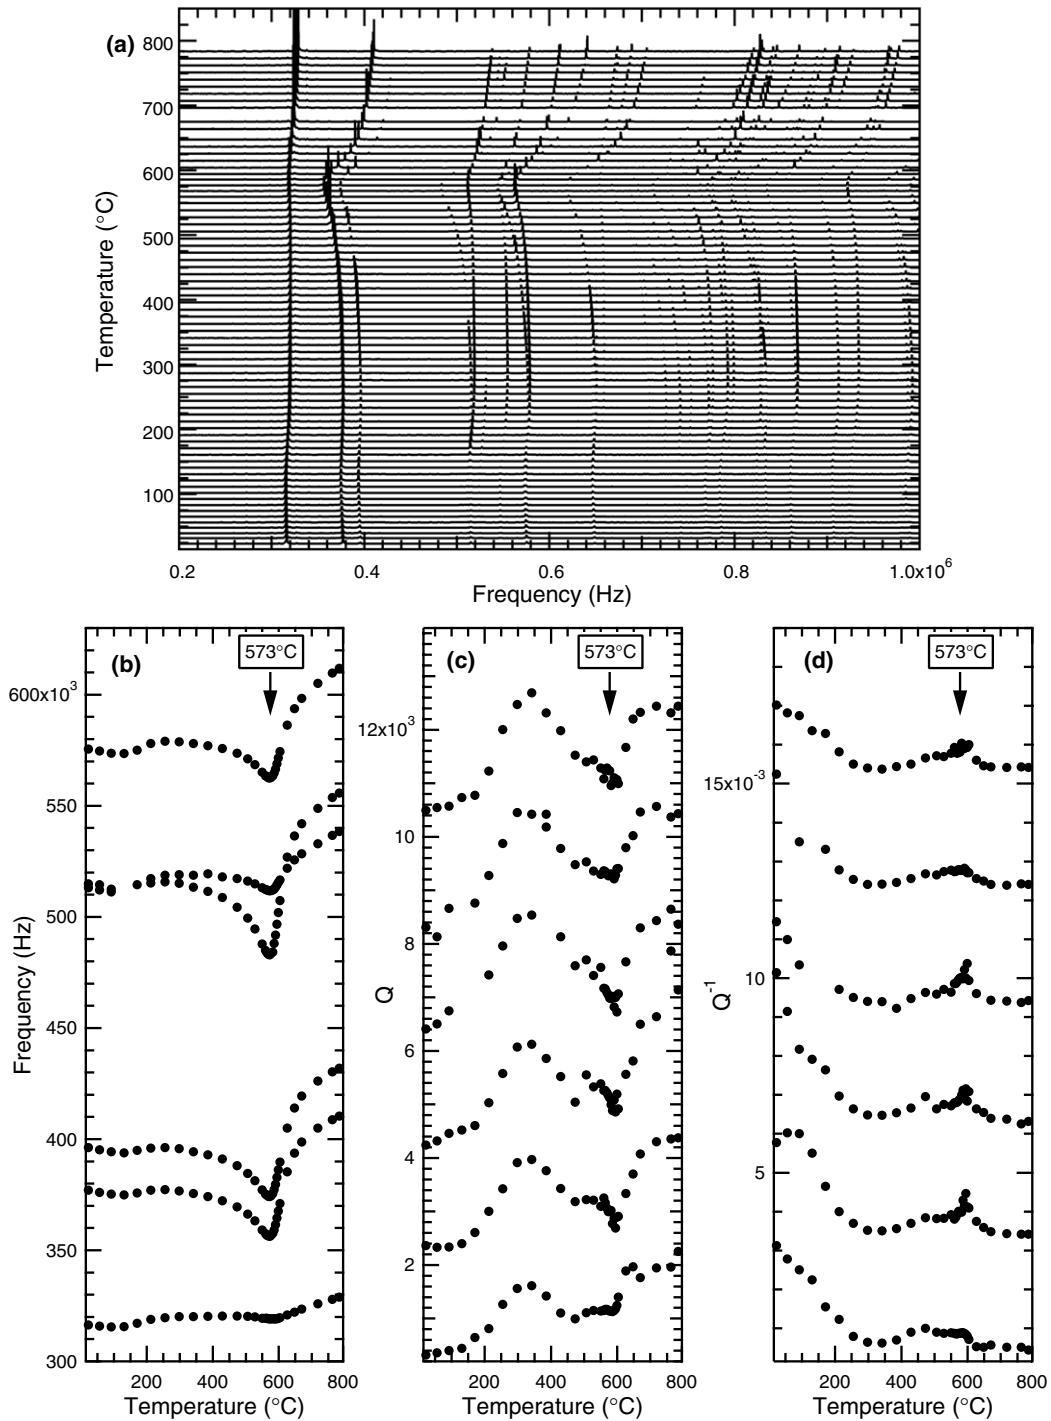 (a)
800
700
600
500
400
300
200
100
Temperature (°C)
0.2
0.4
0.6
0.8
1.0x10⁶
Frequency (Hz)
(b)
573°C
600x10³
550
500
450
400
350
300
Frequency (Hz)
200 400 600 800
Temperature (°C)
(c)
573°C
12x10³
10
8
6
4
2
Q
200 400 600 800
Temperature (°C)
(d)
573°C
15x10⁻³
10
5
Q⁻¹
200 400 600 800
Temperature (°C)